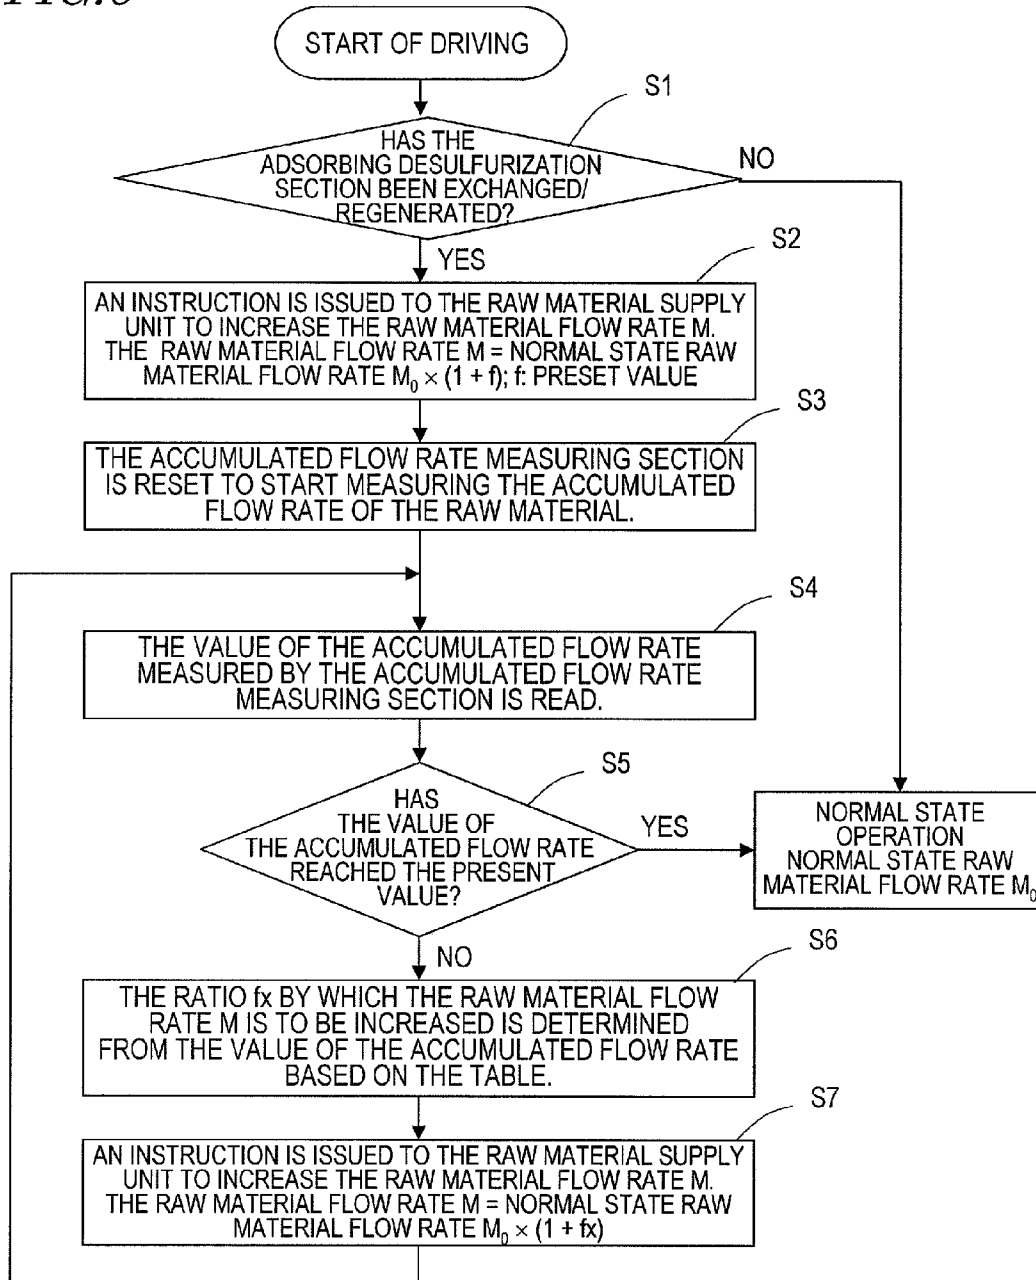 START OF DRIVING
S1
HAS THE
ADSORBING DESULFURIZATION
SECTION BEEN EXCHANGED/
REGENERATED?
NO
YES
S2
AN INSTRUCTION IS ISSUED TO THE RAW MATERIAL SUPPLY
UNIT TO INCREASE THE RAW MATERIAL FLOW RATE M.
THE RAW MATERIAL FLOW RATE M = NORMAL STATE RAW
MATERIAL FLOW RATE M₀ × (1 + f); f: PRESET VALUE
S3
THE ACCUMULATED FLOW RATE MEASURING SECTION
IS RESET TO START MEASURING THE ACCUMULATED
FLOW RATE OF THE RAW MATERIAL.
S4
THE VALUE OF THE ACCUMULATED FLOW RATE
MEASURED BY THE ACCUMULATED FLOW RATE
MEASURING SECTION IS READ.
S5
HAS
THE VALUE OF
THE ACCUMULATED FLOW RATE
REACHED THE PRESENT
VALUE?
YES
NORMAL STATE
OPERATION
NORMAL STATE RAW
MATERIAL FLOW RATE M₀
NO
S6
THE RATIO fx BY WHICH THE RAW MATERIAL FLOW
RATE M IS TO BE INCREASED IS DETERMINED
FROM THE VALUE OF THE ACCUMULATED FLOW RATE
BASED ON THE TABLE.
S7
AN INSTRUCTION IS ISSUED TO THE RAW MATERIAL SUPPLY
UNIT TO INCREASE THE RAW MATERIAL FLOW RATE M.
THE RAW MATERIAL FLOW RATE M = NORMAL STATE RAW
MATERIAL FLOW RATE M₀ × (1 + fx)